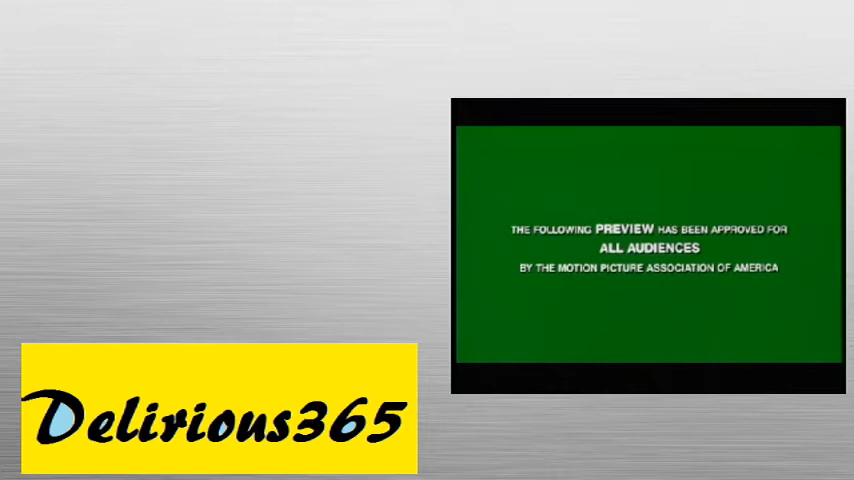 THE FOLLOWING PREVIEW HAS BEEN APPROVED FOR
ALL AUDIENCES
BY THE MOTION PICTURE ASSOCIATION OF AMERICA
Delirious365